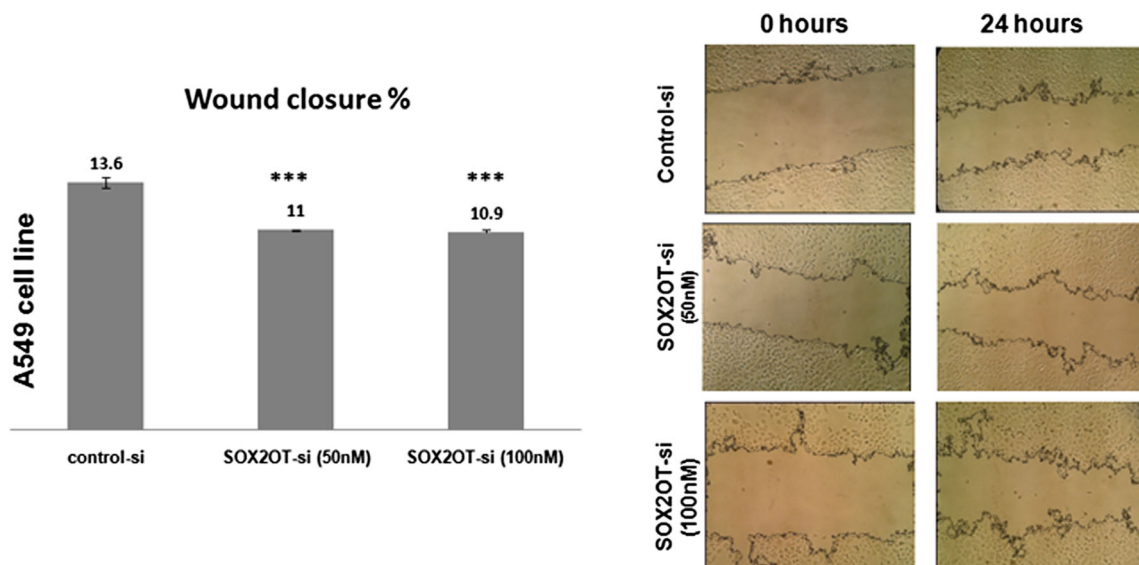 Wound closure %
A549 cell line
13.6
***
11
***
10.9
control-si
SOX2OT-si (50nM)
SOX2OT-si (100nM)
0 hours
24 hours
Control-si
SOX2OT-si
(50nM)
SOX2OT-si
(100nM)